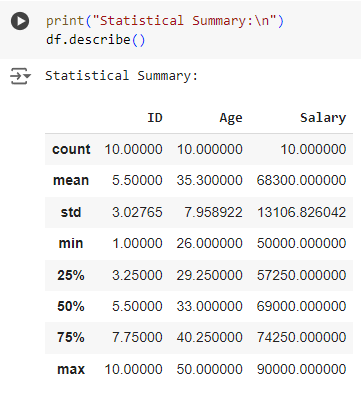 print("Statistical Summary:\n")
df.describe()
Statistical Summary:
ID Age Salary
count 10.00000 10.000000 10.000000
mean 5.50000 35.300000 68300.000000
std 3.02765 7.958922 13106.826042
min 1.00000 26.000000 50000.000000
25% 3.25000 29.250000 57250.000000
50% 5.50000 33.000000 69000.000000
75% 7.75000 40.250000 74250.000000
max 10.00000 50.000000 90000.000000